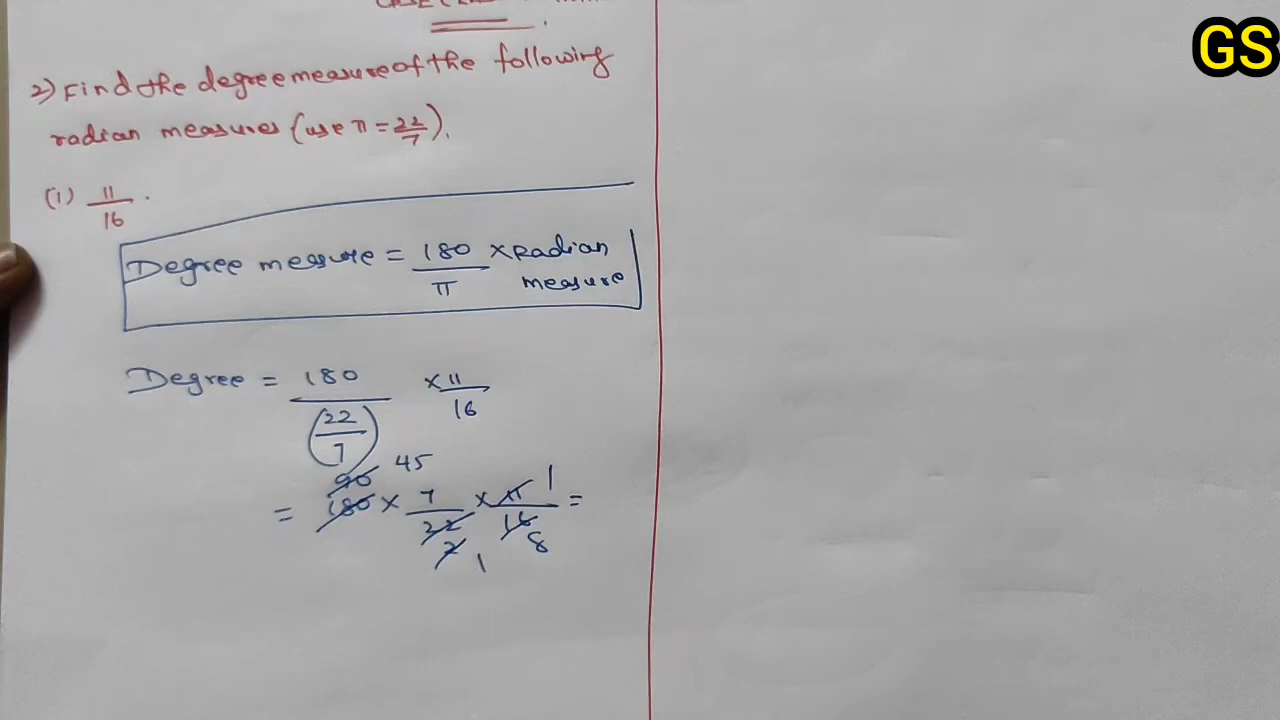 GS
2) Find the degree measure of the following
radian measures (use π = 22/7).
(1) 11/16.
Degree measure = 180/π × Radian
measure
Degree = 180/(22/7) × 11/16
90 45
= 180 × 7/22 × 11/16 =
1
2 1 8